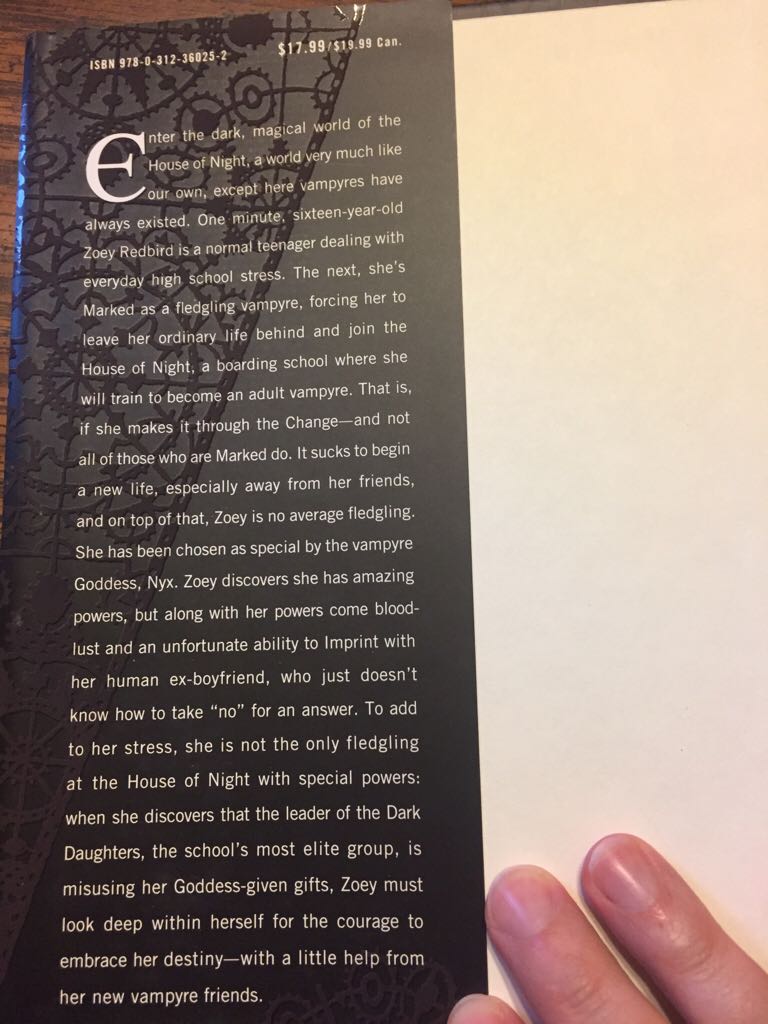 ISBN 978-0-312-36025-2 $17.99/$19.99 Can.
Enter the dark, magical world of the
House of Night, a world very much like
our own, except here vampyres have
always existed. One minute, sixteen-year-old
Zoey Redbird is a normal teenager dealing with
everyday high school stress. The next, she's
Marked as a fledgling vampyre, forcing her to
leave her ordinary life behind and join the
House of Night, a boarding school where she
will train to become an adult vampyre. That is,
if she makes it through the Change—and not
all of those who are Marked do. It sucks to begin
a new life, especially away from her friends,
and on top of that, Zoey is no average fledgling.
She has been chosen as special by the vampyre
Goddess, Nyx. Zoey discovers she has amazing
powers, but along with her powers come blood-
lust and an unfortunate ability to Imprint with
her human ex-boyfriend, who just doesn't
know how to take "no" for an answer. To add
to her stress, she is not the only fledgling
at the House of Night with special powers:
when she discovers that the leader of the Dark
Daughters, the school's most elite group, is
misusing her Goddess-given gifts, Zoey must
look deep within herself for the courage to
embrace her destiny—with a little help from
her new vampyre friends.